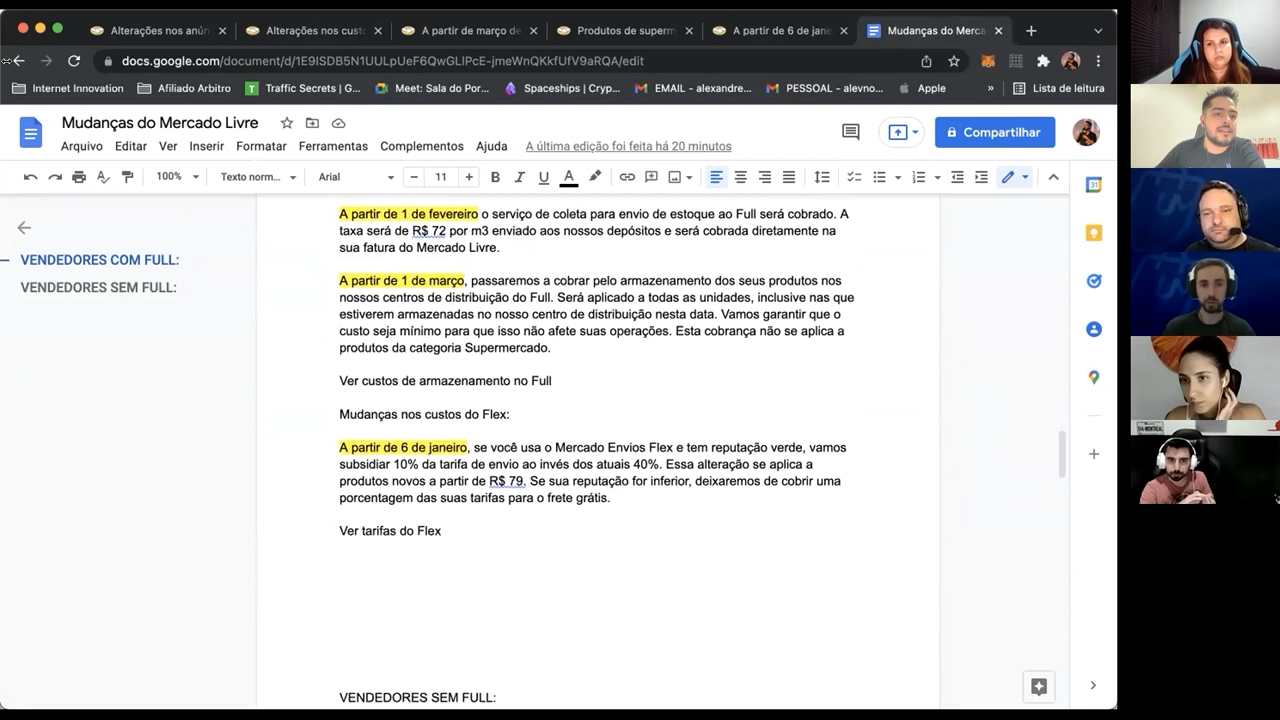 Alterações nos anún
Alterações nos custo
A partir de março de
Produtos de superm
A partir de 6 de jane
Mudanças do Merca
docs.google.com/document/d/1E9ISDB5N1UULpUeF6QwGLIPcE-jmeWnQKkfUfV9aRQA/edit
Internet Innovation
Afiliado Arbitro
Traffic Secrets | G...
Meet: Sala do Por...
Spaceships | Cryp...
EMAIL - alexandre...
PESSOAL - alevno...
Apple
»
Lista de leitura
Mudanças do Mercado Livre
Compartilhar
Arquivo Editar Ver Inserir Formatar Ferramentas Complementos Ajuda
A última edição foi feita há 20 minutos
100% Texto norm... Arial 11 B I U A
A partir de 1 de fevereiro o serviço de coleta para envio de estoque ao Full será cobrado. A
taxa será de R$ 72 por m3 enviado aos nossos depósitos e será cobrada diretamente na
sua fatura do Mercado Livre.
VENDEDORES COM FULL:
VENDEDORES SEM FULL:
A partir de 1 de março, passaremos a cobrar pelo armazenamento dos seus produtos nos
nossos centros de distribuição do Full. Será aplicado a todas as unidades, inclusive nas que
estiverem armazenadas no nosso centro de distribuição nesta data. Vamos garantir que o
custo seja mínimo para que isso não afete suas operações. Esta cobrança não se aplica a
produtos da categoria Supermercado.
Ver custos de armazenamento no Full
Mudanças nos custos do Flex:
A partir de 6 de janeiro, se você usa o Mercado Envios Flex e tem reputação verde, vamos
subsidiar 10% da tarifa de envio ao invés dos atuais 40%. Essa alteração se aplica a
produtos novos a partir de R$ 79. Se sua reputação for inferior, deixaremos de cobrir uma
porcentagem das suas tarifas para o frete grátis.
Ver tarifas do Flex
VENDEDORES SEM FULL: